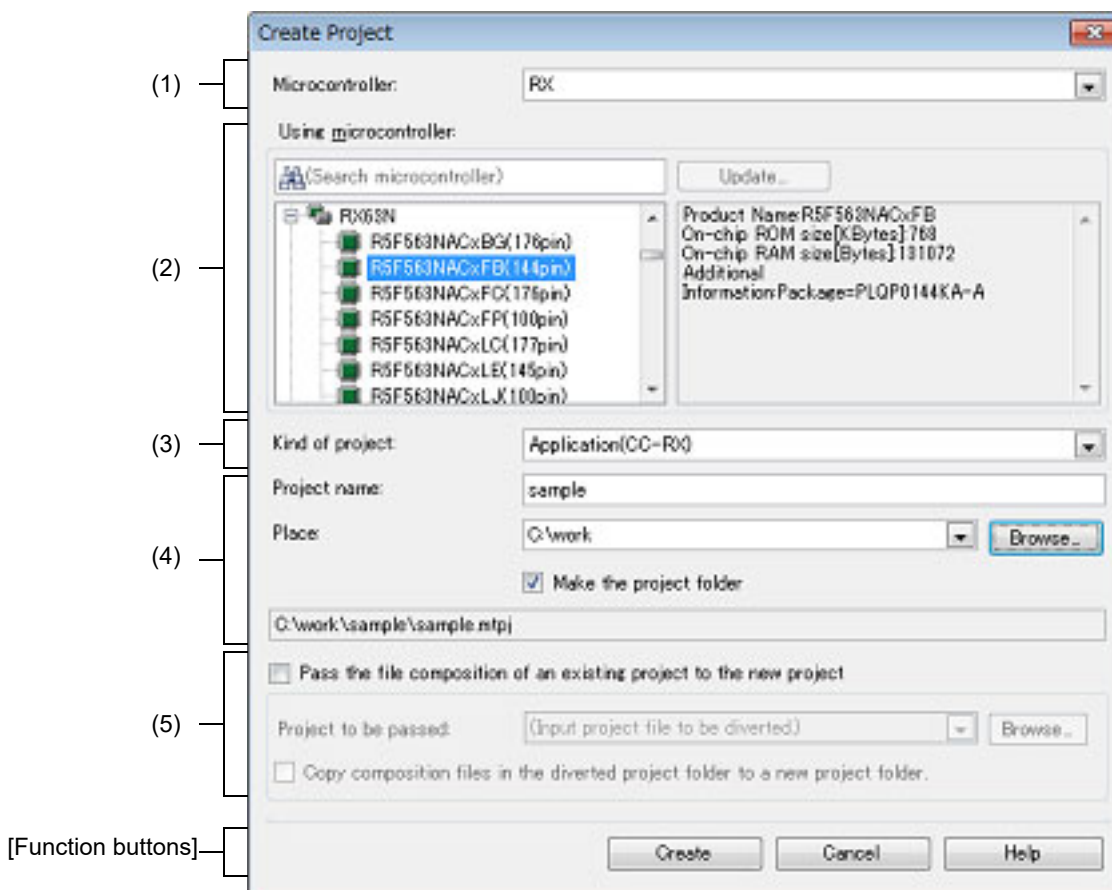 Create Project
(1)
Microcontroller:
RX
Using microcontroller:
(2)
(Search microcontroller)
Update...
RX63N
R5F563NACxBG(176pin)
R5F563NACxFB(144pin)
R5F563NACxFC(176pin)
R5F563NACxFP(100pin)
R5F563NACxLC(177pin)
R5F563NACxLE(145pin)
R5F563NACxLJ(100pin)
Product Name:R5F563NACxFB
On-chip ROM size[KBytes]:768
On-chip RAM size[Bytes]:131072
Additional
Information:Package=PLQP0144KA-A
(3)
Kind of project:
Application(CC-RX)
(4)
Project name:
sample
Place:
C:\work
Browse...
Make the project folder
C:\work\sample\sample.mtpj
(5)
Pass the file composition of an existing project to the new project
Project to be passed:
(Input project file to be diverted.)
Browse...
Copy composition files in the diverted project folder to a new project folder.
[Function buttons]
Create
Cancel
Help